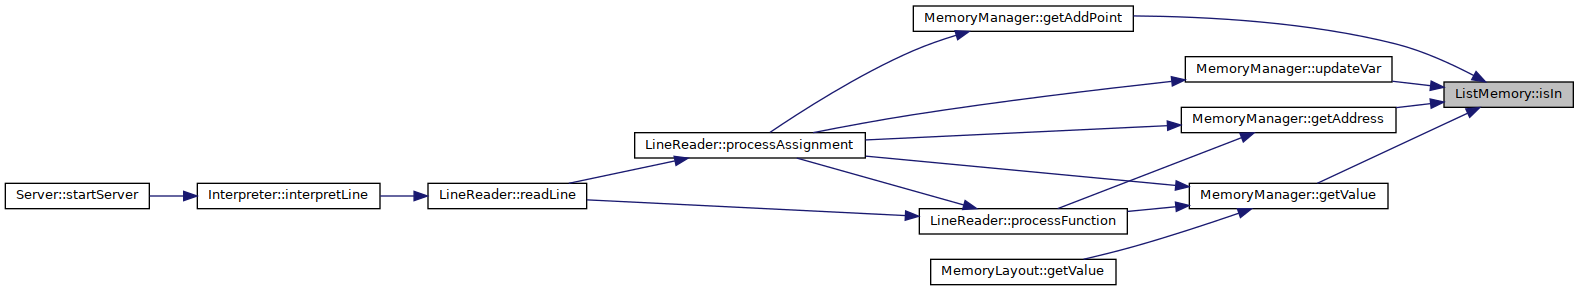 MemoryManager::getAddPoint
MemoryManager::updateVar
ListMemory::isIn
MemoryManager::getAddress
LineReader::processAssignment
Server::startServer
Interpreter::interpretLine
LineReader::readLine
MemoryManager::getValue
LineReader::processFunction
MemoryLayout::getValue